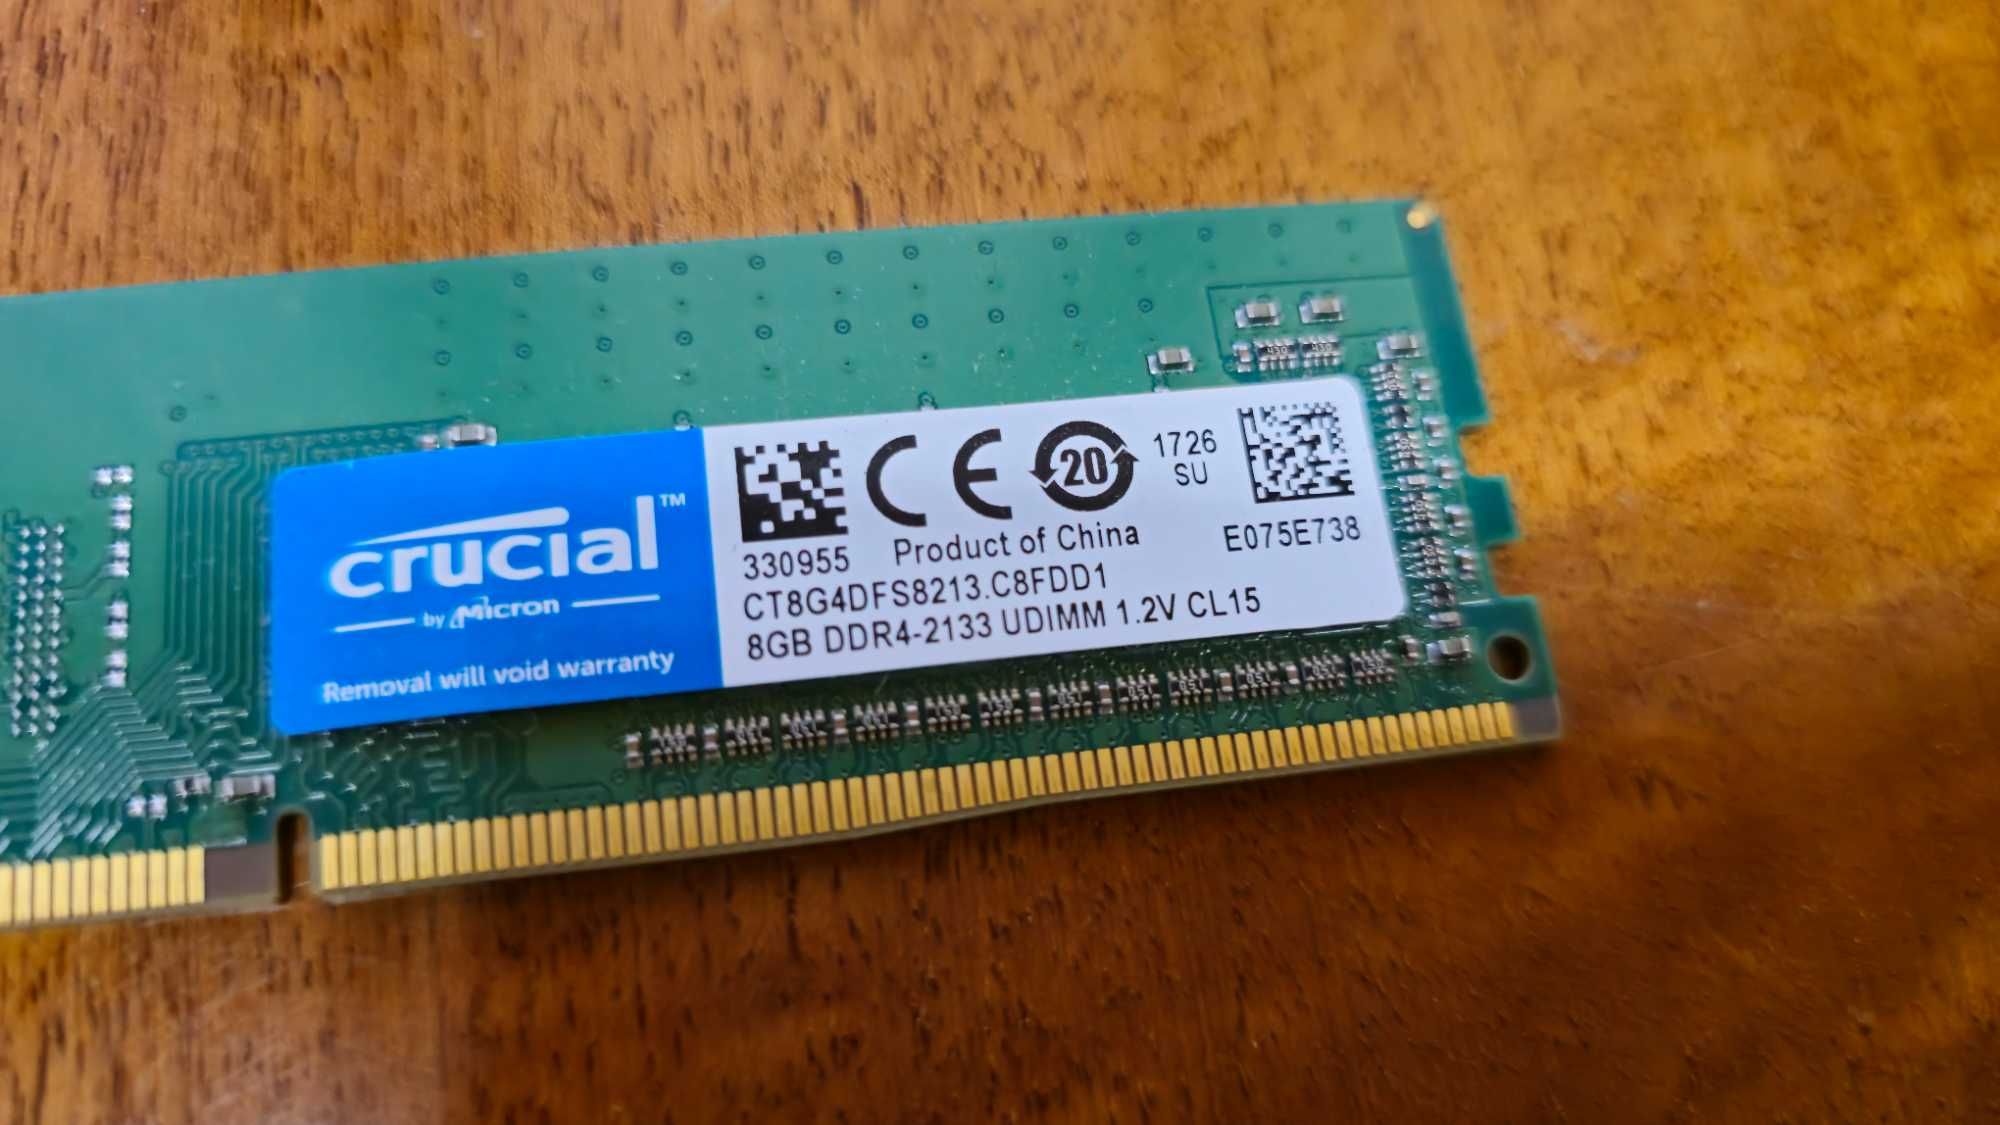 crucial™
by Micron
Removal will void warranty
20
1726
SU
330955
Product of China
E075E738
CT8G4DFS8213.C8FDD1
8GB DDR4-2133 UDIMM 1.2V CL15